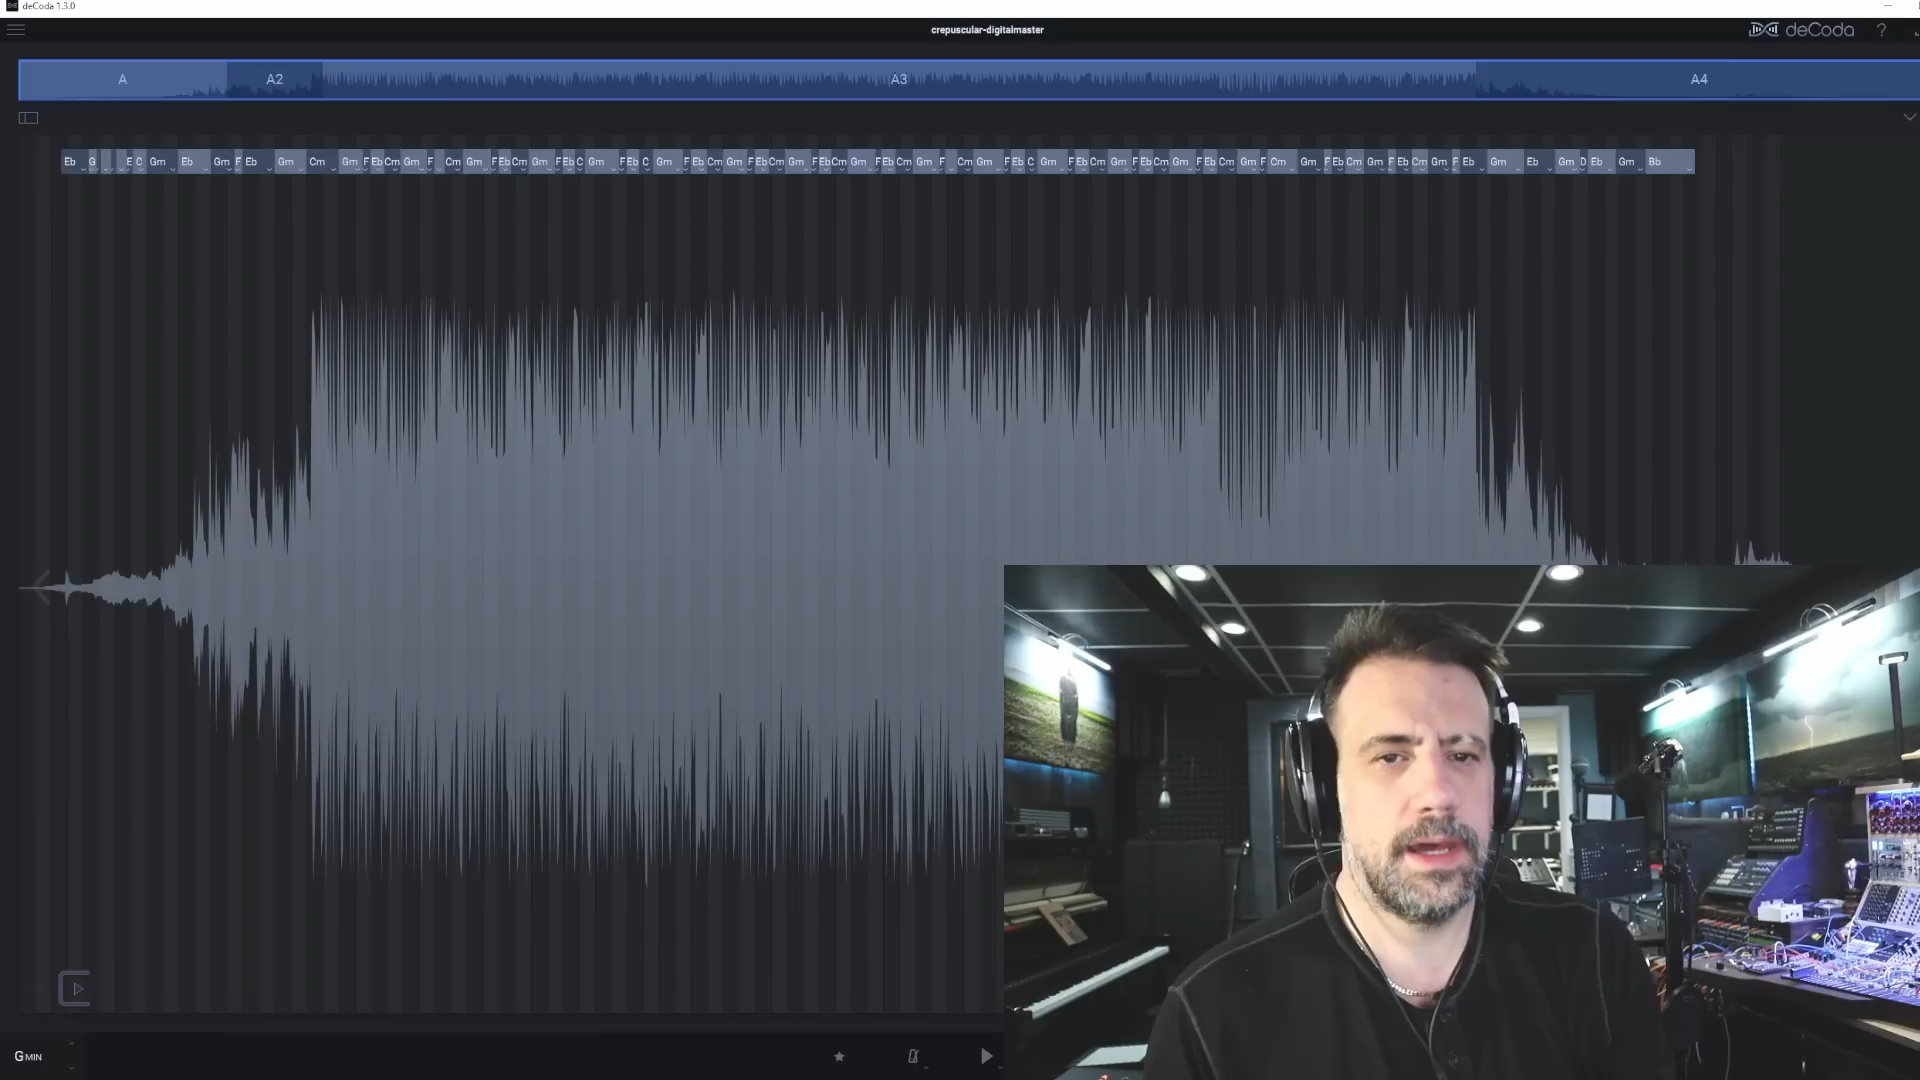 deCoda 1.3.0
crepuscular-digitalmaster
deCoda ?
A A2 A3 A4
Eb G E C Gm Eb Gm F Eb Gm Cm Gm F Eb Cm Gm F Cm Gm F Eb Cm Gm F Eb C Gm F Eb C Gm F Eb Cm Gm F Eb Cm Gm F Eb Cm Gm F Eb Cm Gm F Cm Gm F Eb C Gm F Eb Cm Gm F Eb Cm Gm F Eb Cm Gm F Cm Gm F Eb Cm Gm F Eb Cm Gm F Eb Gm Eb Gm D Eb Gm Bb
G MIN